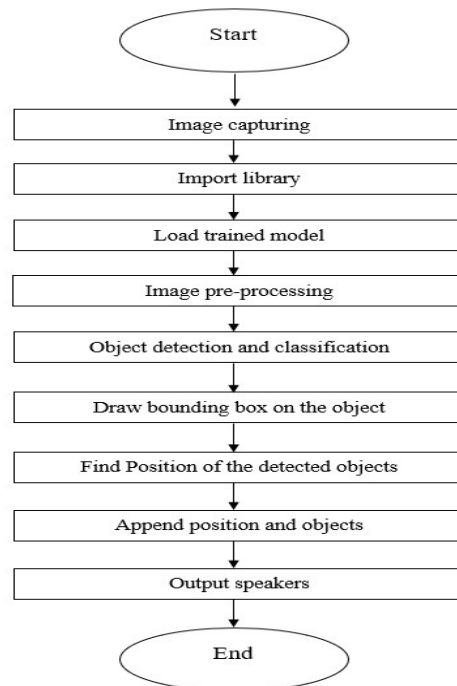 Start
Image capturing
Import library
Load trained model
Image pre-processing
Object detection and classification
Draw bounding box on the object
Find Position of the detected objects
Append position and objects
Output speakers
End